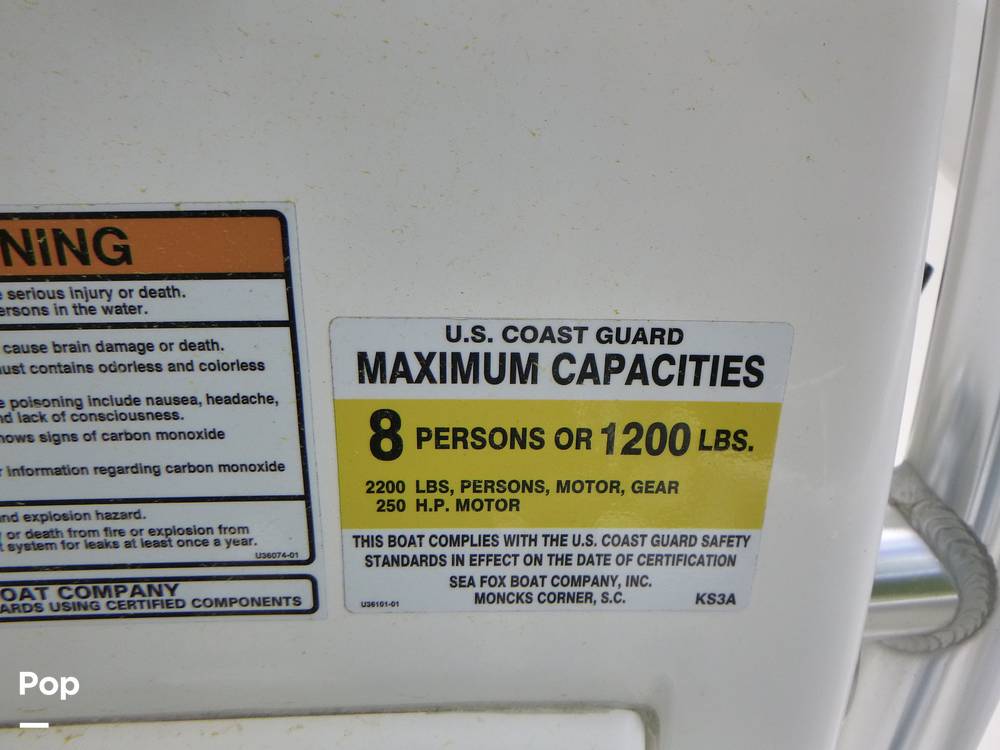 NING
serious injury or death.
ersons in the water.
cause brain damage or death.
ust contains odorless and colorless
poisoning include nausea, headache,
nd lack of consciousness.
hows signs of carbon monoxide
information regarding carbon monoxide
nd explosion hazard.
or death from fire or explosion from
system for leaks at least once a year.
U36074-01
OAT COMPANY
ARDS USING CERTIFIED COMPONENTS
U.S. COAST GUARD
MAXIMUM CAPACITIES
8 PERSONS OR 1200 LBS.
2200 LBS, PERSONS, MOTOR, GEAR
250 H.P. MOTOR
THIS BOAT COMPLIES WITH THE U.S. COAST GUARD SAFETY
STANDARDS IN EFFECT ON THE DATE OF CERTIFICATION
SEA FOX BOAT COMPANY, INC.
MONCKS CORNER, S.C.
U36101-01
KS3A
Pop